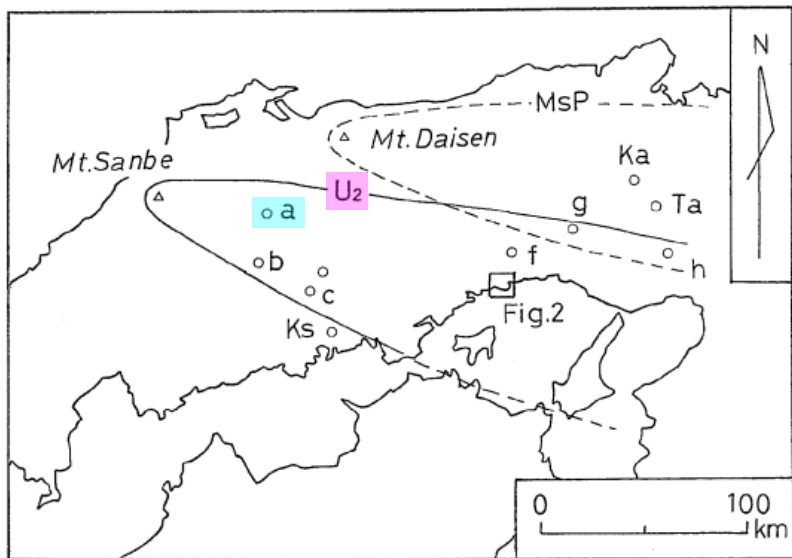 N
MsP
Mt. Daisen
Ka
Mt. Sanbe
U₂
Ta
a
g
b
f
h
c
Fig.2
Ks
0 100
km